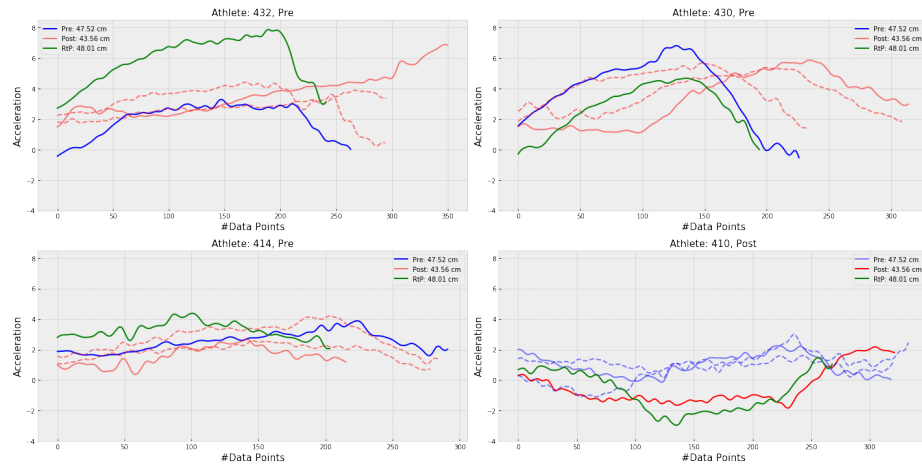 Athlete: 432, Pre
Acceleration
8
6
4
2
0
−2
−4
Pre: 47.52 cm
Post: 43.56 cm
RtP: 48.01 cm
0 50 100 150 200 250 300 350
#Data Points
Athlete: 430, Pre
Acceleration
8
6
4
2
0
−2
−4
Pre: 47.52 cm
Post: 43.56 cm
RtP: 48.01 cm
0 50 100 150 200 250 300
#Data Points
Athlete: 414, Pre
Acceleration
8
6
4
2
0
−2
−4
Pre: 47.52 cm
Post: 43.56 cm
RtP: 48.01 cm
0 50 100 150 200 250 300
#Data Points
Athlete: 410, Post
Acceleration
8
6
4
2
0
−2
−4
Pre: 47.52 cm
Post: 43.56 cm
RtP: 48.01 cm
0 50 100 150 200 250 300
#Data Points